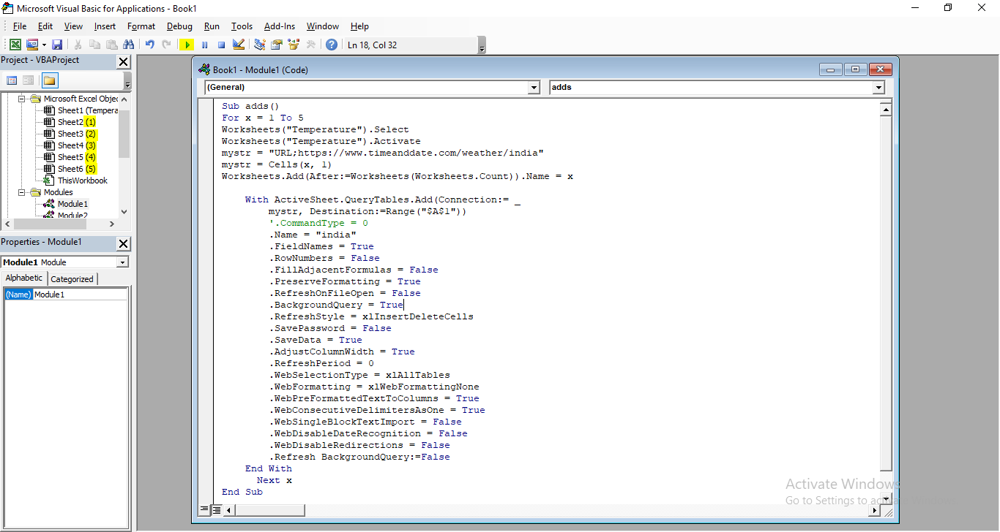 Microsoft Visual Basic for Applications - Book1
File Edit View Insert Format Debug Run Tools Add-Ins Window Help
Ln 18, Col 32
Project - VBAProject
Microsoft Excel Objec
Sheet1 (Tempera
Sheet2 (1)
Sheet3 (2)
Sheet4 (3)
Sheet5 (4)
Sheet6 (5)
ThisWorkbook
Modules
Module1
Module2
Properties - Module1
Module1 Module
Alphabetic Categorized
(Name) Module1
Book1 - Module1 (Code)
(General) adds
Sub adds()
For x = 1 To 5
Worksheets("Temperature").Select
Worksheets("Temperature").Activate
mystr = "URL;https://www.timeanddate.com/weather/india"
mystr = Cells(x, 1)
Worksheets.Add(After:=Worksheets(Worksheets.Count)).Name = x
With ActiveSheet.QueryTables.Add(Connection:= _
mystr, Destination:=Range("$A$1"))
'.CommandType = 0
.Name = "india"
.FieldNames = True
.RowNumbers = False
.FillAdjacentFormulas = False
.PreserveFormatting = True
.RefreshOnFileOpen = False
.BackgroundQuery = True
.RefreshStyle = xlInsertDeleteCells
.SavePassword = False
.SaveData = True
.AdjustColumnWidth = True
.RefreshPeriod = 0
.WebSelectionType = xlAllTables
.WebFormatting = xlWebFormattingNone
.WebPreFormattedTextToColumns = True
.WebConsecutiveDelimitersAsOne = True
.WebSingleBlockTextImport = False
.WebDisableDateRecognition = False
.WebDisableRedirections = False
.Refresh BackgroundQuery:=False
End With
Next x
End Sub
Activate Windows
Go to Settings to activate